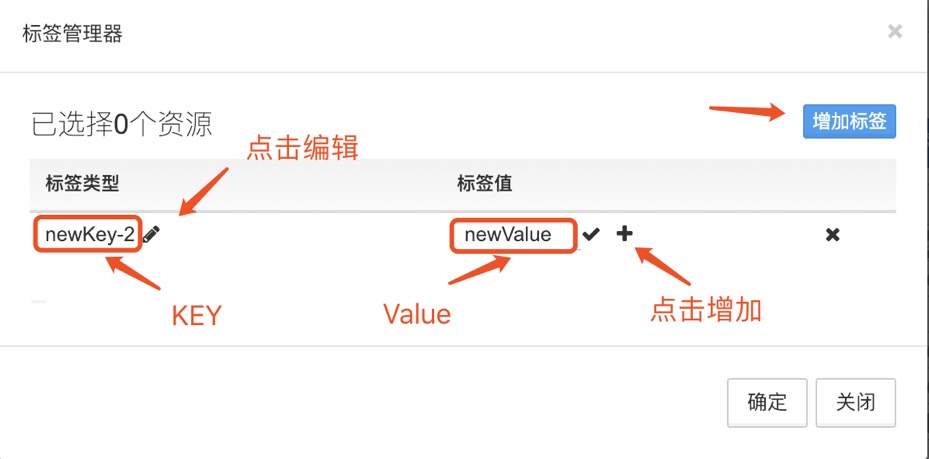 标签管理器
已选择0个资源
增加标签
点击编辑
标签类型 标签值
newKey-2 newValue
KEY Value 点击增加
确定 关闭